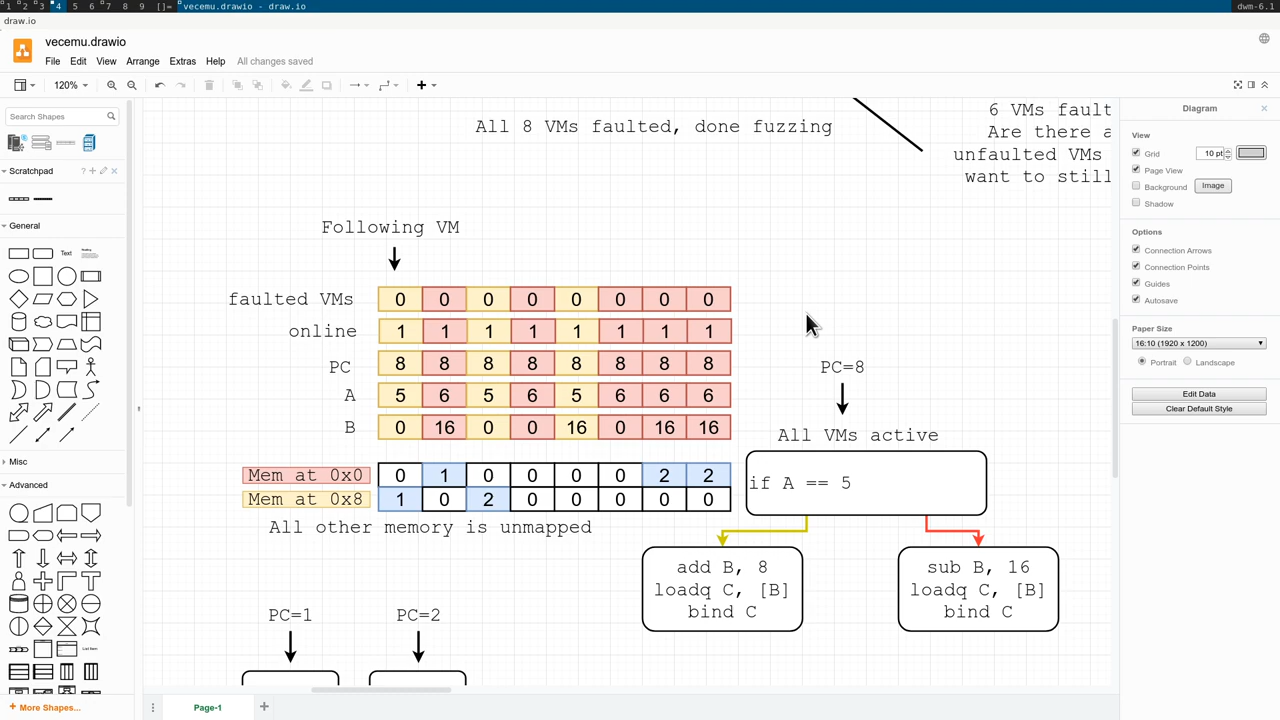 1 2 3 4 5 6 7 8 9 []= vecemu.drawio - draw.io dwm-6.1
draw.io
vecemu.drawio
File Edit View Arrange Extras Help All changes saved
120%
Search Shapes
Scratchpad
General
Text
Heading
Misc
Advanced
List Item
+ More Shapes...
All 8 VMs faulted, done fuzzing
6 VMs fault
Are there a
unfaulted VMs
want to still
Following VM
faulted VMs 0 0 0 0 0 0 0 0
online 1 1 1 1 1 1 1 1
PC 8 8 8 8 8 8 8 8
A 5 6 5 6 5 6 6 6
B 0 16 0 0 16 0 16 16
Mem at 0x0 0 1 0 0 0 0 2 2
Mem at 0x8 1 0 2 0 0 0 0 0
All other memory is unmapped
PC=8
All VMs active
if A == 5
add B, 8
loadq C, [B]
bind C
sub B, 16
loadq C, [B]
bind C
PC=1
PC=2
Page-1
Diagram
View
Grid 10 pt
Page View
Background Image
Shadow
Options
Connection Arrows
Connection Points
Guides
Autosave
Paper Size
16:10 (1920 x 1200)
Portrait Landscape
Edit Data
Clear Default Style